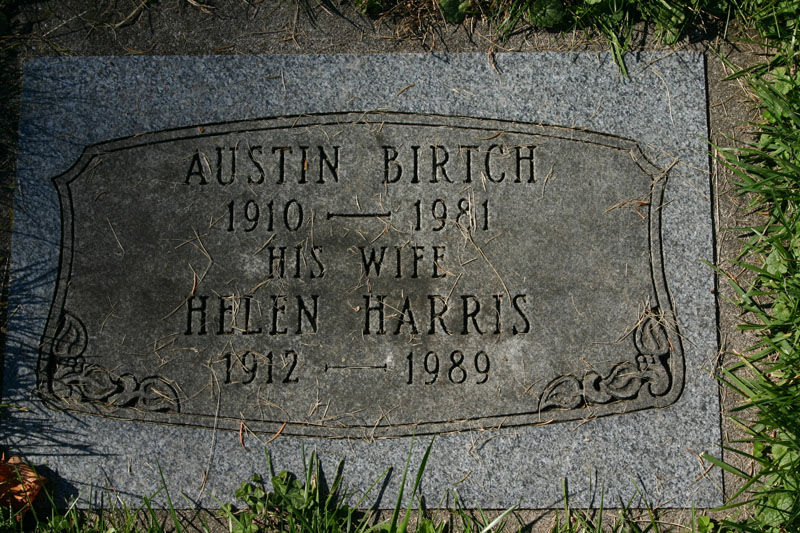 AUSTIN BIRTCH
1910 — 1981
HIS WIFE
HELEN HARRIS
1912 — 1989